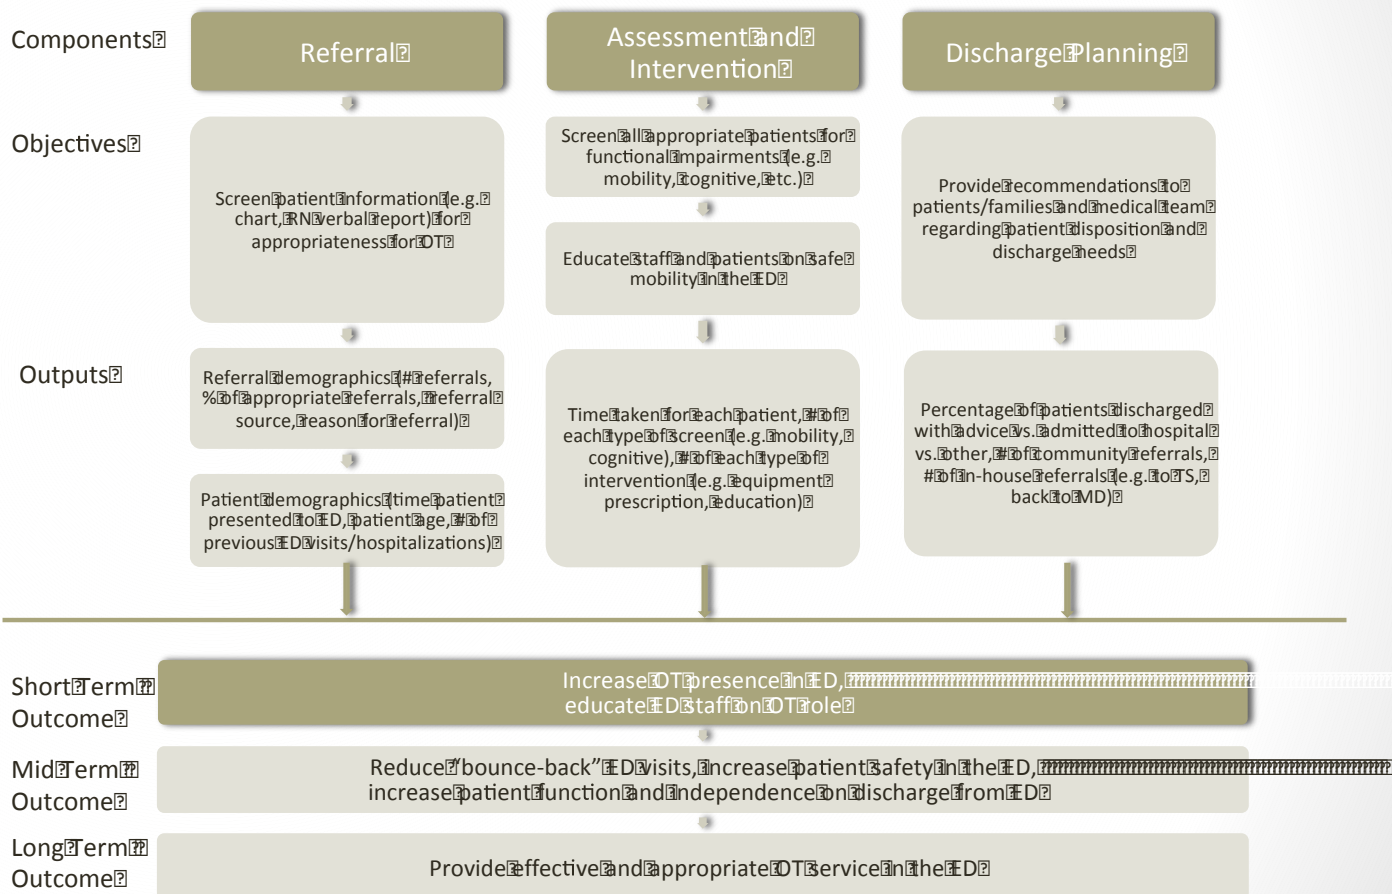 Components
Referral
Assessment and
Intervention
Discharge Planning
Objectives
Screen patient information (e.g.
chart, RN verbal report) for
appropriateness for OT
Screen all appropriate patients for
functional impairments (e.g.
mobility, cognitive, etc.)
Educate staff and patients on safe
mobility in the ED
Provide recommendations to
patients/families and medical team
regarding patient disposition and
discharge needs
Outputs
Referral demographics (# referrals,
% of appropriate referrals, referral
source, reason for referral)
Patient demographics (time patient
presented to ED, patient age, # of
previous ED visits/hospitalizations)
Time taken for each patient, # of
each type of screen (e.g. mobility,
cognitive), # of each type of
intervention (e.g. equipment
prescription, education)
Percentage of patients discharged
with advice vs. admitted to hospital
vs. other, # of community referrals,
# of in-house referrals (e.g. to TS,
back to MD)
Short Term
Outcome
Increase OT presence in ED,
educate ED staff on OT role
Mid Term
Outcome
Reduce “bounce-back” ED visits, increase patient safety in the ED,
increase patient function and independence on discharge from ED
Long Term
Outcome
Provide effective and appropriate OT service in the ED